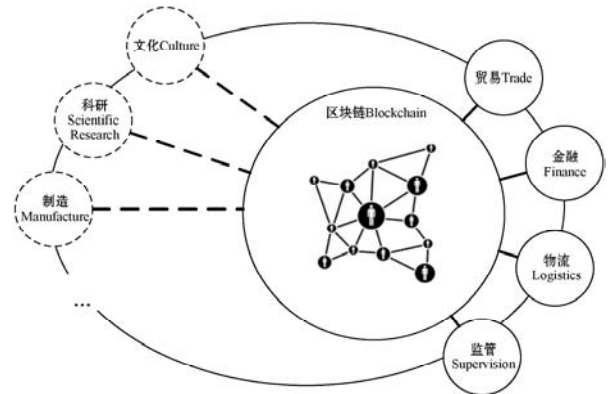 文化Culture
科研
Scientific
Research
制造
Manufacture
...
区块链Blockchain
贸易Trade
金融
Finance
物流
Logistics
监管
Supervision